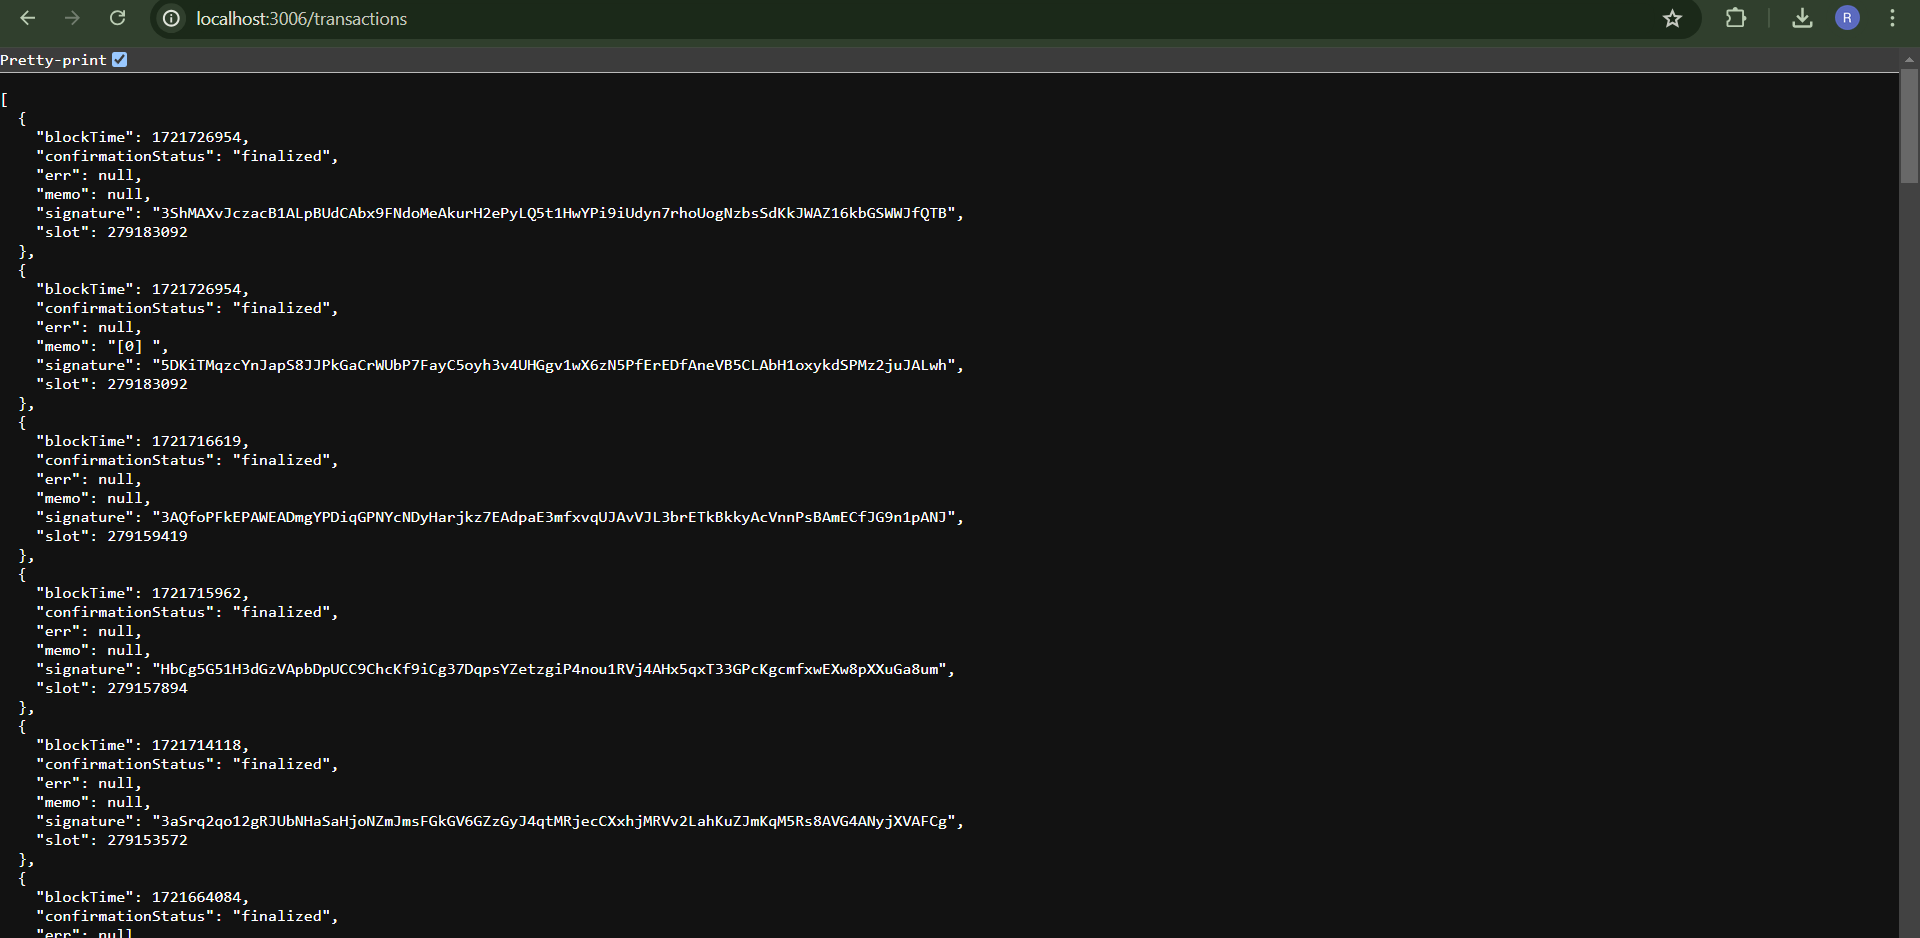 localhost:3006/transactions
R
Pretty-print
[
{
"blockTime": 1721726954,
"confirmationStatus": "finalized",
"err": null,
"memo": null,
"signature": "3ShMAXvJczacB1ALpBUdCAbx9FNdoMeAkurH2ePyLQ5t1HwYPi9iUdyn7rhoUogNzbsSdKkJWAZ16kbGSWWJfQTB",
"slot": 279183092
},
{
"blockTime": 1721726954,
"confirmationStatus": "finalized",
"err": null,
"memo": "[0] ",
"signature": "5DKiTMqzcYnJapS8JJPkGaCrWUbP7FayC5oyh3v4UHGgv1wX6zN5PfErEDfAneVB5CLAbH1oxykdSPMz2juJALwh",
"slot": 279183092
},
{
"blockTime": 1721716619,
"confirmationStatus": "finalized",
"err": null,
"memo": null,
"signature": "3AQfoPFkEPAWEADmgYPDiqGPNYcNDyHarjkz7EAdpaE3mfxvqUJAvVJL3brETkBkkyAcVnnPsBAmECfJG9n1pANJ",
"slot": 279159419
},
{
"blockTime": 1721715962,
"confirmationStatus": "finalized",
"err": null,
"memo": null,
"signature": "HbCg5G51H3dGzVApbDpUCC9ChcKf9iCg37DqpsYZetzgiP4nou1RVj4AHx5qxT33GPcKgcmfxwEXw8pXXuGa8um",
"slot": 279157894
},
{
"blockTime": 1721714118,
"confirmationStatus": "finalized",
"err": null,
"memo": null,
"signature": "3aSrq2qo12gRJUbNHaSaHjoNZmJmsFGkGV6GZzGyJ4qtMRjecCXxhjMRVv2LahKuZJmKqM5Rs8AVG4ANyjXVAFCg",
"slot": 279153572
},
{
"blockTime": 1721664084,
"confirmationStatus": "finalized",
"err": null